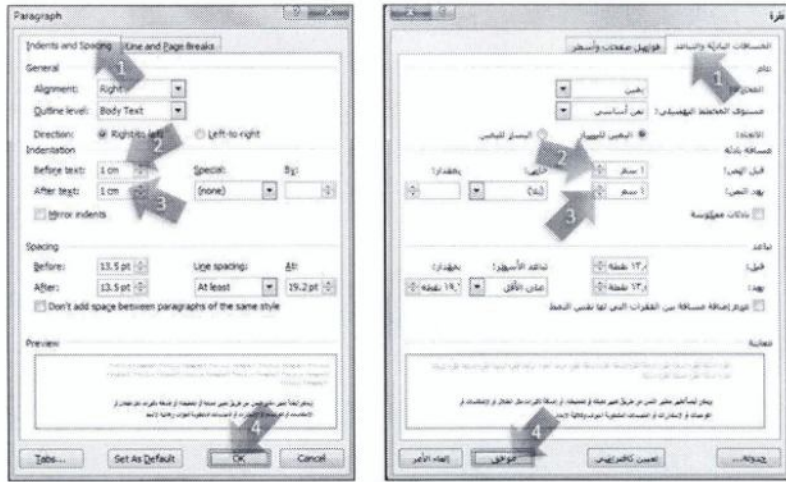 Paragraph
Indents and Spacing Line and Page Breaks
1
General
Alignment: Right
Outline level: Body Text
Direction: Right-to-left Left-to-right
2
Indentation
Before text: 1 cm Special: By:
After text: 1 cm (none)
3
Mirror indents
Spacing
Before: 13.5 pt Line spacing: At:
After: 13.5 pt At least 19.2 pt
Don't add space between paragraphs of the same style
Preview
4
Tabs... Set As Default OK Cancel
فقرة
المسافات البادئة والتباعد فواصل صفحات وأسطر
1
عام
المحاذاة: يمين
مستوى المخطط التفصيلي: نص أساسي
الاتجاه: اليمين لليسار اليسار لليمين
2
مسافة بادئة
قبل النص: ١ سم خاص: بمقدار:
بعد النص: ١ سم (بلا)
3
بادئات معكوسة
تباعد
قبل: ١٣٫ نقطة تباعد الأسطر: بمقدار:
بعد: ١٣٫ نقطة على الأقل ١٩٫ نقطة
إضافة مسافة بين الفقرات التي لها نفس النمط
معاينة
4
جدولة... تعيين كافتراضي موافق إلغاء الأمر